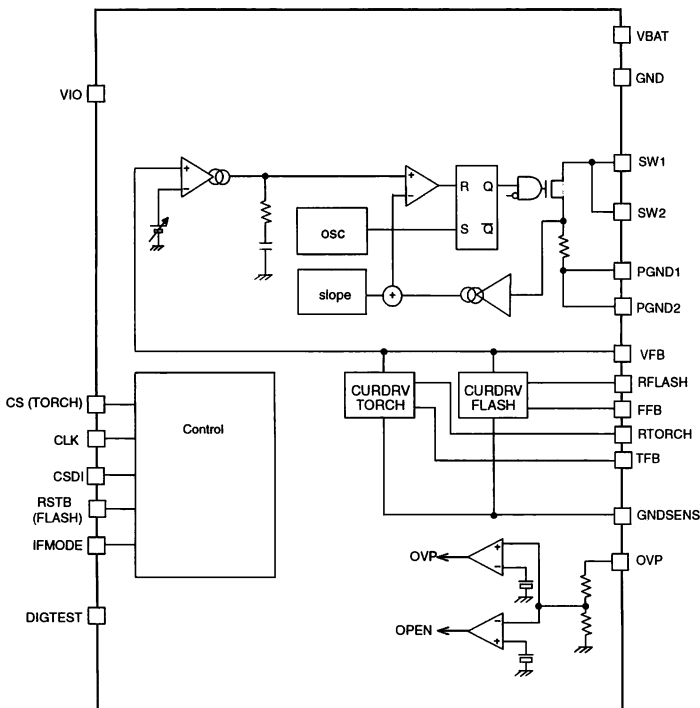 VBAT
GND
VIO
SW1
+
-
+
-
R Q
SW2
osc
S Q̅
PGND1
slope
+
PGND2
VFB
CURDRV
TORCH
CURDRV
FLASH
RFLASH
CS (TORCH)
FFB
Control
CLK
RTORCH
TFB
CSDI
RSTB
(FLASH)
GNDSENS
IFMODE
OVP
+
-
OVP
DIGTEST
OPEN
-
+